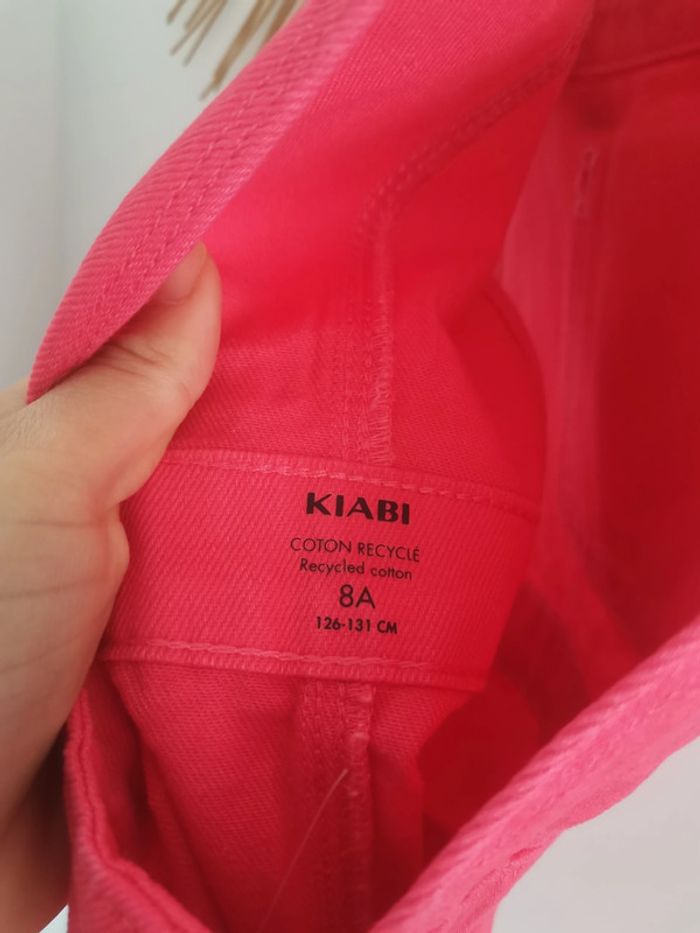 KIABI
COTON RECYCLÉ
Recycled cotton
8A
126-131 CM